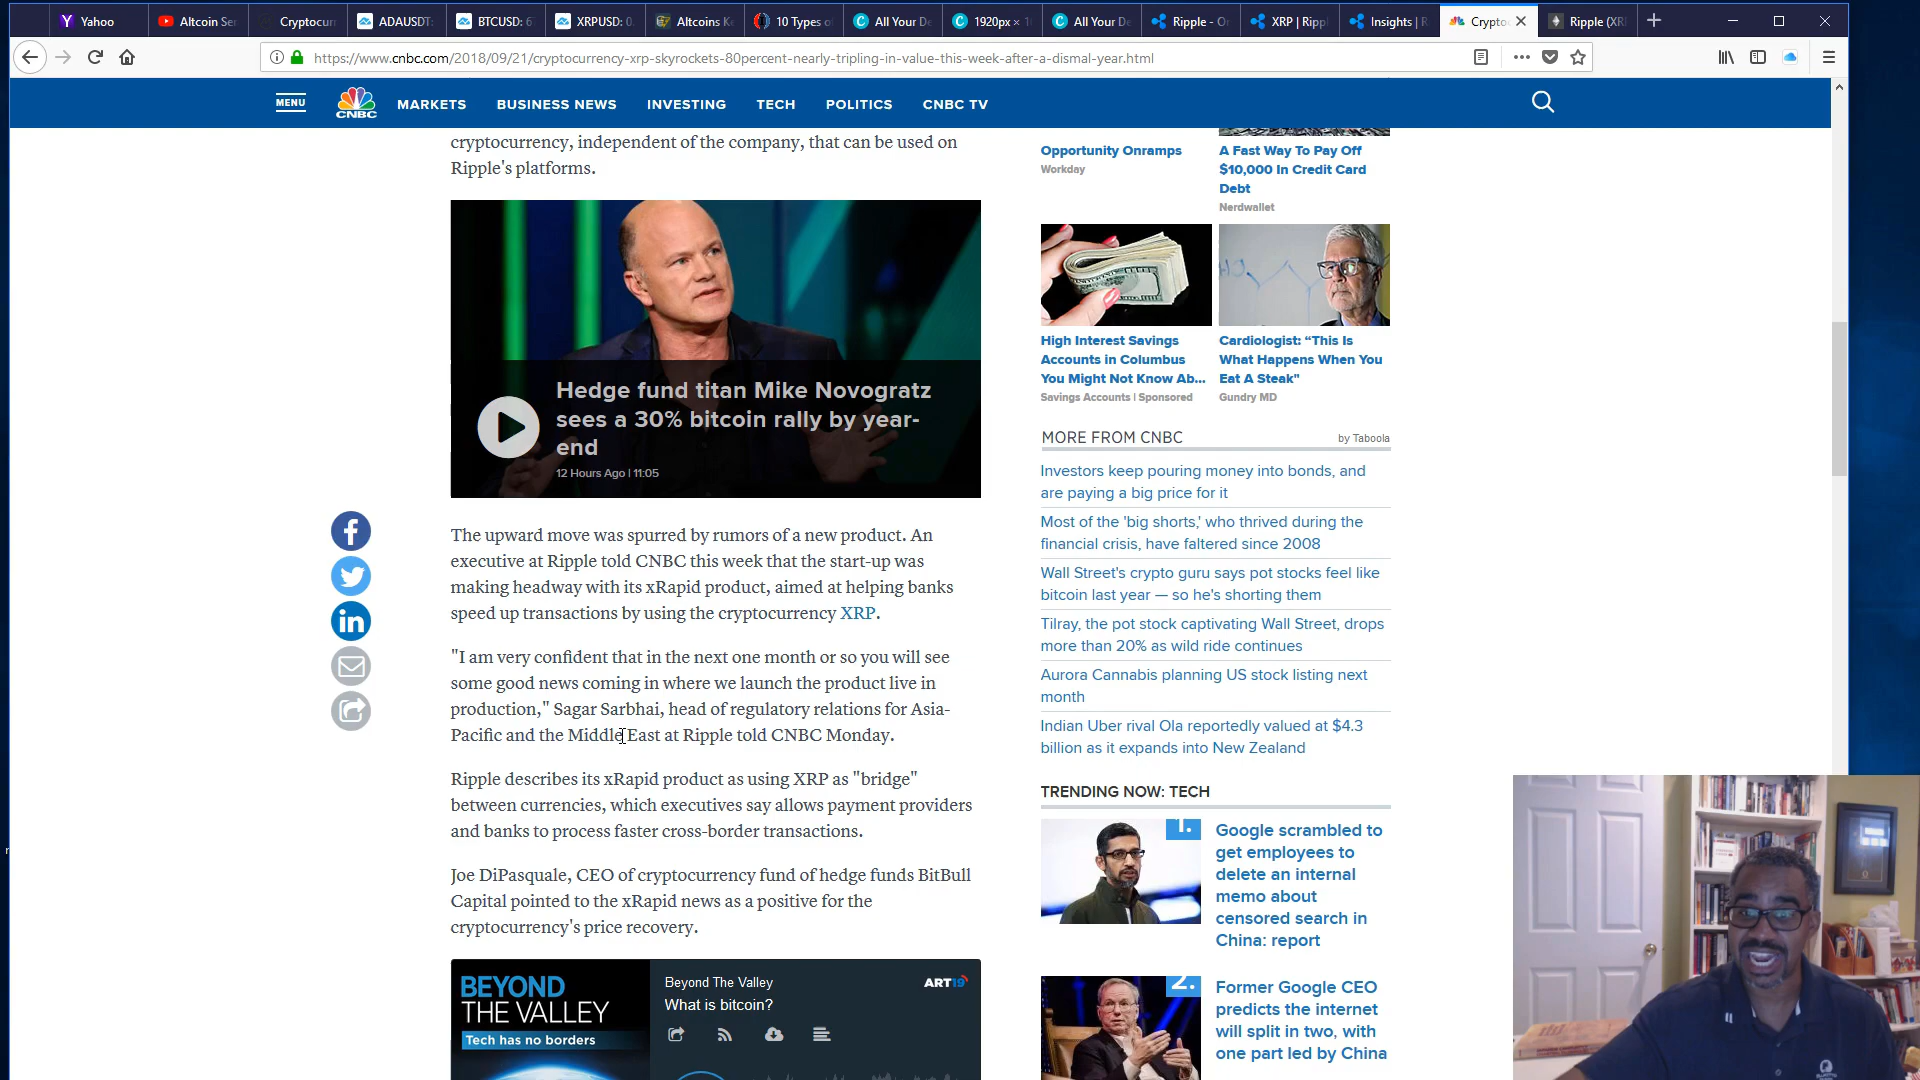 Yahoo
Altcoin Ser
Cryptocur
ADAUSDT:
BTCUSD: 6
XRPUSD: 0.
Altcoins K
10 Types o
All Your De
1920px × 1
All Your De
Ripple - O
XRP | Rippl
Insights | R
Crypto
Ripple (XR
https://www.cnbc.com/2018/09/21/cryptocurrency-xrp-skyrockets-80percent-nearly-tripling-in-value-this-week-after-a-dismal-year.html
MENU
CNBC
MARKETS
BUSINESS NEWS
INVESTING
TECH
POLITICS
CNBC TV
cryptocurrency, independent of the company, that can be used on
Ripple's platforms.
Hedge fund titan Mike Novogratz
sees a 30% bitcoin rally by year-
end
12 Hours Ago | 11:05
The upward move was spurred by rumors of a new product. An
executive at Ripple told CNBC this week that the start-up was
making headway with its xRapid product, aimed at helping banks
speed up transactions by using the cryptocurrency XRP.
"I am very confident that in the next one month or so you will see
some good news coming in where we launch the product live in
production," Sagar Sarbhai, head of regulatory relations for Asia-
Pacific and the Middle East at Ripple told CNBC Monday.
Ripple describes its xRapid product as using XRP as "bridge"
between currencies, which executives say allows payment providers
and banks to process faster cross-border transactions.
Joe DiPasquale, CEO of cryptocurrency fund of hedge funds BitBull
Capital pointed to the xRapid news as a positive for the
cryptocurrency's price recovery.
BEYOND
THE VALLEY
Tech has no borders
Beyond The Valley
What is bitcoin?
ART19
Opportunity Onramps
Workday
A Fast Way To Pay Off
$10,000 In Credit Card
Debt
Nerdwallet
High Interest Savings
Accounts in Columbus
You Might Not Know Ab...
Savings Accounts | Sponsored
Cardiologist: “This Is
What Happens When You
Eat A Steak"
Gundry MD
MORE FROM CNBC
by Taboola
Investors keep pouring money into bonds, and
are paying a big price for it
Most of the 'big shorts,' who thrived during the
financial crisis, have faltered since 2008
Wall Street's crypto guru says pot stocks feel like
bitcoin last year — so he's shorting them
Tilray, the pot stock captivating Wall Street, drops
more than 20% as wild ride continues
Aurora Cannabis planning US stock listing next
month
Indian Uber rival Ola reportedly valued at $4.3
billion as it expands into New Zealand
TRENDING NOW: TECH
1.
Google scrambled to
get employees to
delete an internal
memo about
censored search in
China: report
2.
Former Google CEO
predicts the internet
will split in two, with
one part led by China